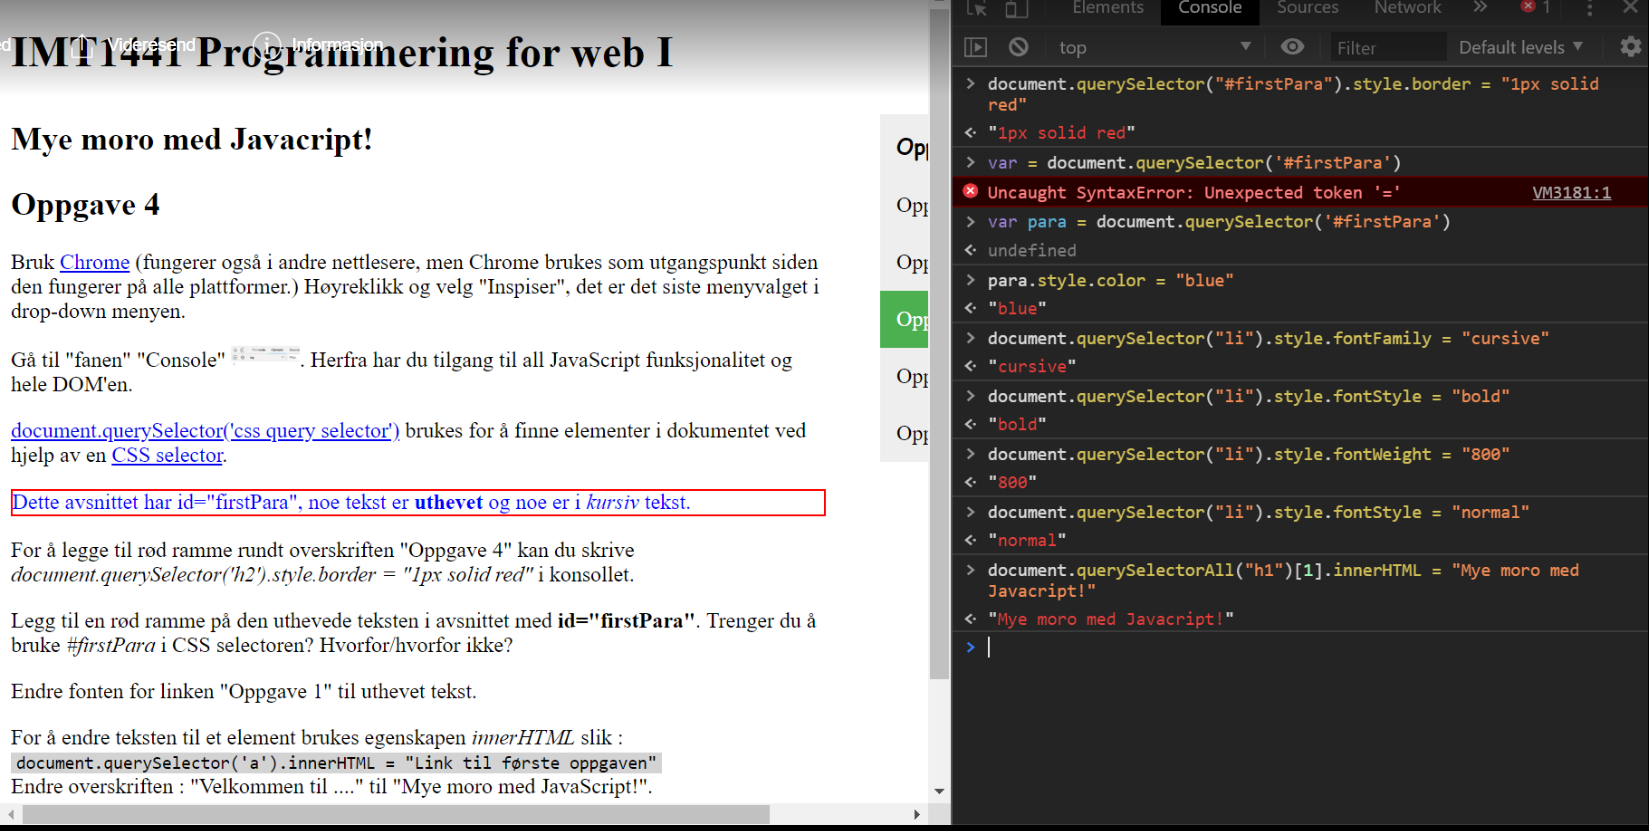 Videresend
Informasjon
IMT1441 Programmering for web I
Mye moro med Javacript!
Oppgave 4
Bruk Chrome (fungerer også i andre nettlesere, men Chrome brukes som utgangspunkt siden
den fungerer på alle plattformer.) Høyreklikk og velg "Inspiser", det er det siste menyvalget i
drop-down menyen.
Gå til "fanen" "Console" . Herfra har du tilgang til all JavaScript funksjonalitet og
hele DOM'en.
document.querySelector('css query selector') brukes for å finne elementer i dokumentet ved
hjelp av en CSS selector.
Dette avsnittet har id="firstPara", noe tekst er uthevet og noe er i kursiv tekst.
For å legge til rød ramme rundt overskriften "Oppgave 4" kan du skrive
document.querySelector('h2').style.border = "1px solid red" i konsollet.
Legg til en rød ramme på den uthevede teksten i avsnittet med id="firstPara". Trenger du å
bruke #firstPara i CSS selectoren? Hvorfor/hvorfor ikke?
Endre fonten for linken "Oppgave 1" til uthevet tekst.
For å endre teksten til et element brukes egenskapen innerHTML slik :
document.querySelector('a').innerHTML = "Link til første oppgaven"
Endre overskriften : "Velkommen til ...." til "Mye moro med JavaScript!".
Opp
Opp
Opp
Opp
Opp
Opp
Elements Console Sources Network » 1
top Filter Default levels
> document.querySelector("#firstPara").style.border = "1px solid
red"
"1px solid red"
> var = document.querySelector('#firstPara')
Uncaught SyntaxError: Unexpected token '=' VM3181:1
> var para = document.querySelector('#firstPara')
undefined
> para.style.color = "blue"
"blue"
> document.querySelector("li").style.fontFamily = "cursive"
"cursive"
> document.querySelector("li").style.fontStyle = "bold"
"bold"
> document.querySelector("li").style.fontWeight = "800"
"800"
> document.querySelector("li").style.fontStyle = "normal"
"normal"
> document.querySelectorAll("h1")[1].innerHTML = "Mye moro med
Javacript!"
"Mye moro med Javacript!"
>